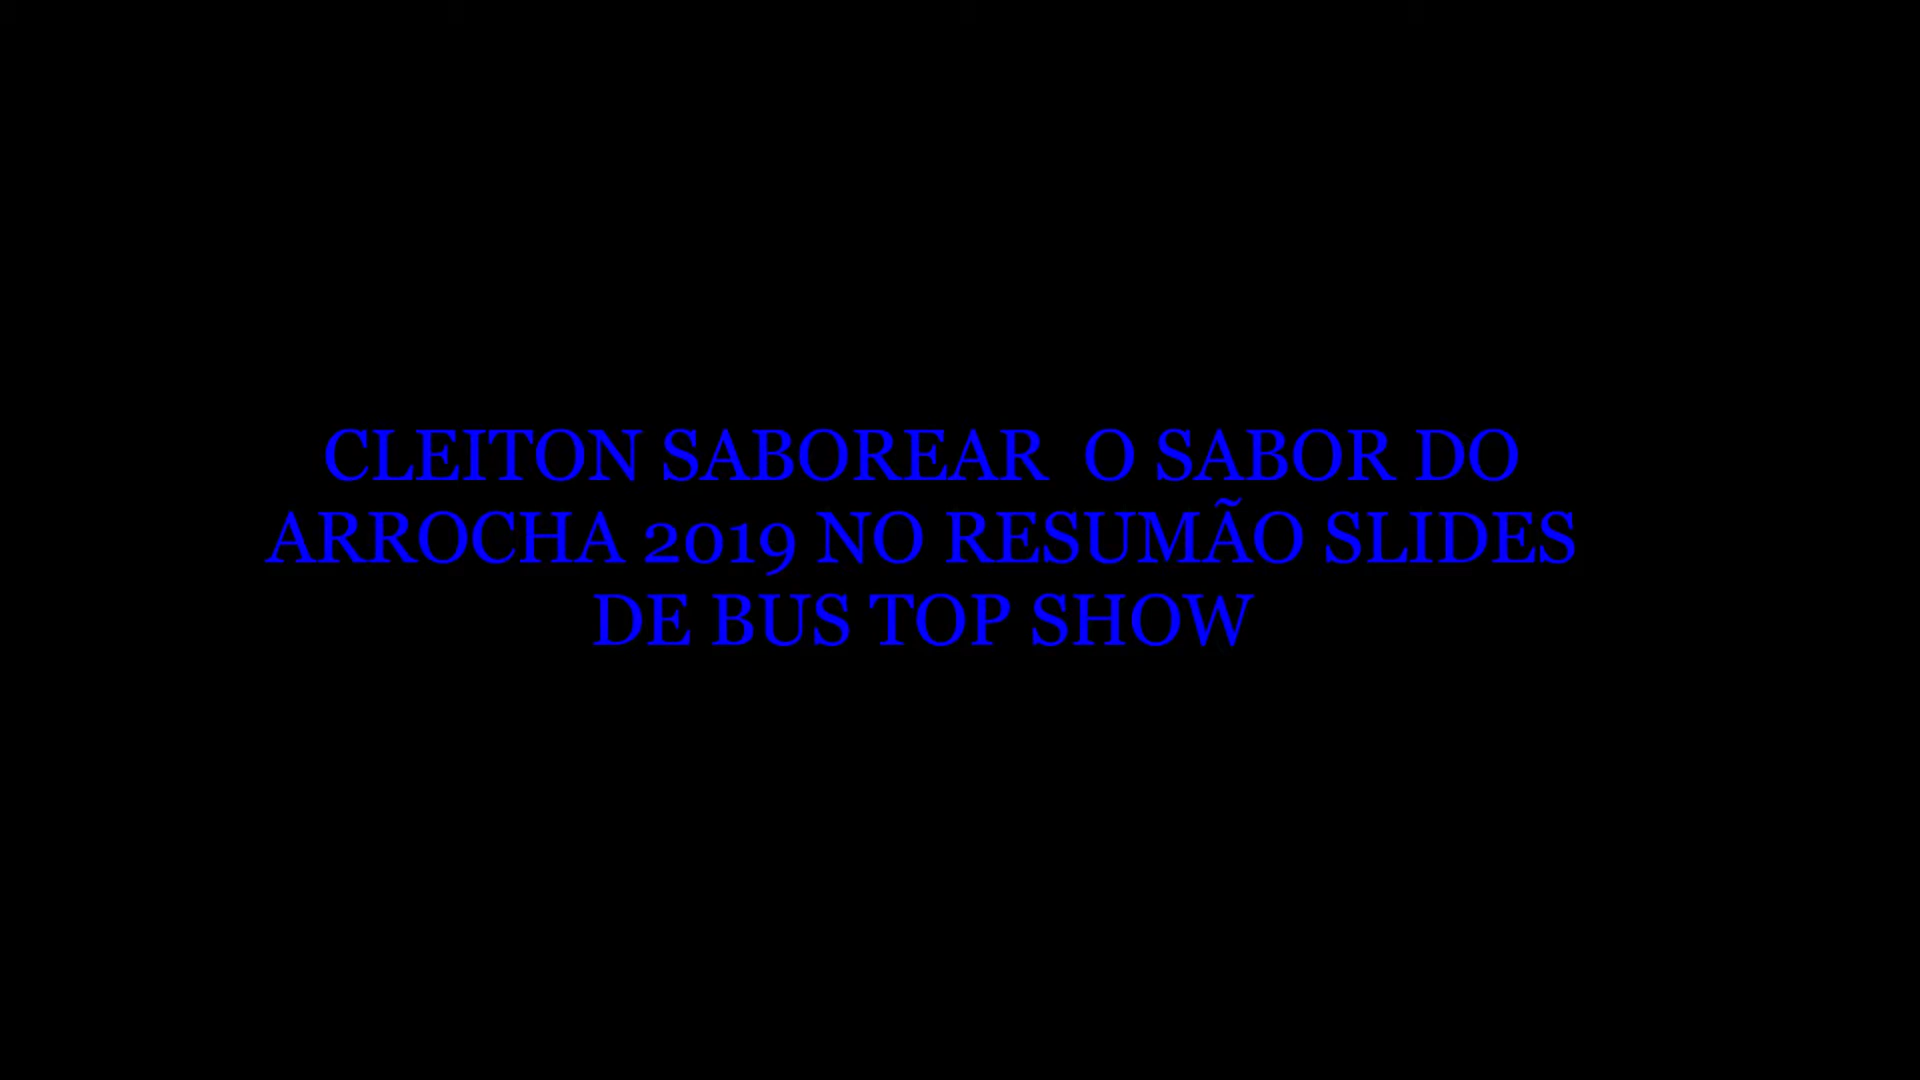 CLEITON SABOREAR  O SABOR DO
ARROCHA 2019 NO RESUMÃO SLIDES
DE BUS TOP SHOW